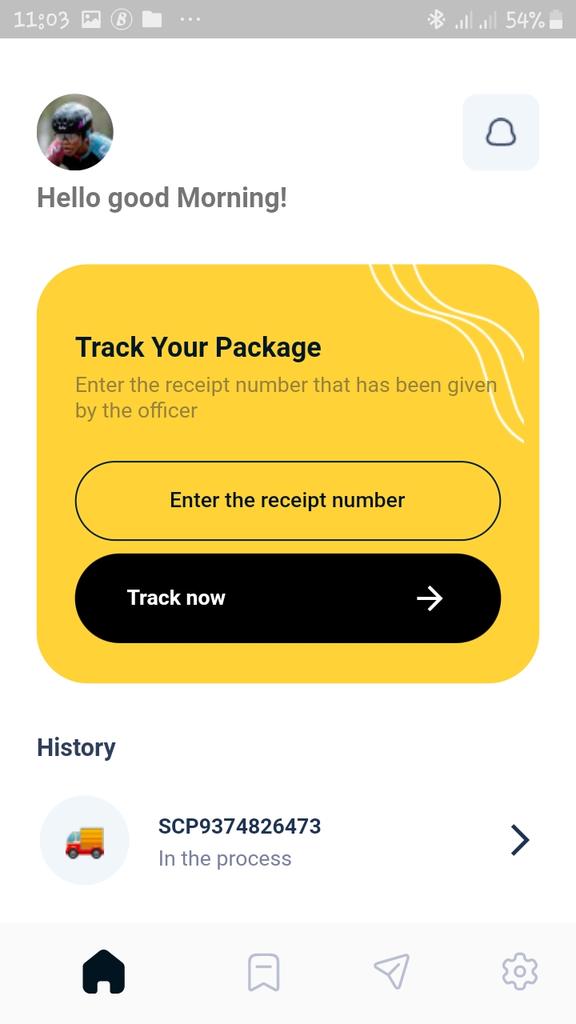 11:03
54%
Hello good Morning!
Track Your Package
Enter the receipt number that has been given
by the officer
Enter the receipt number
Track now
History
SCP9374826473
In the process